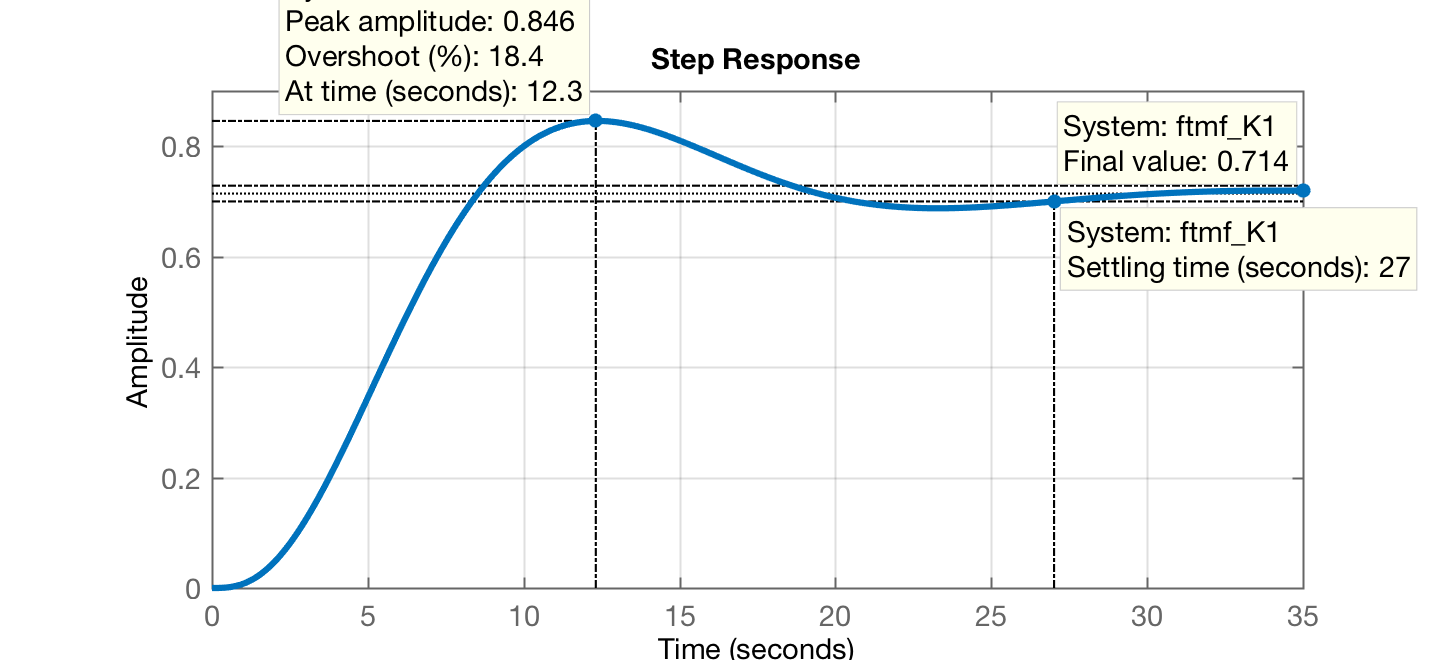 Peak amplitude: 0.846
Overshoot (%): 18.4
At time (seconds): 12.3
Step Response
System: ftmf_K1
Final value: 0.714
System: ftmf_K1
Settling time (seconds): 27
Amplitude
0.8
0.6
0.4
0.2
0
0 5 10 15 20 25 30 35
Time (seconds)